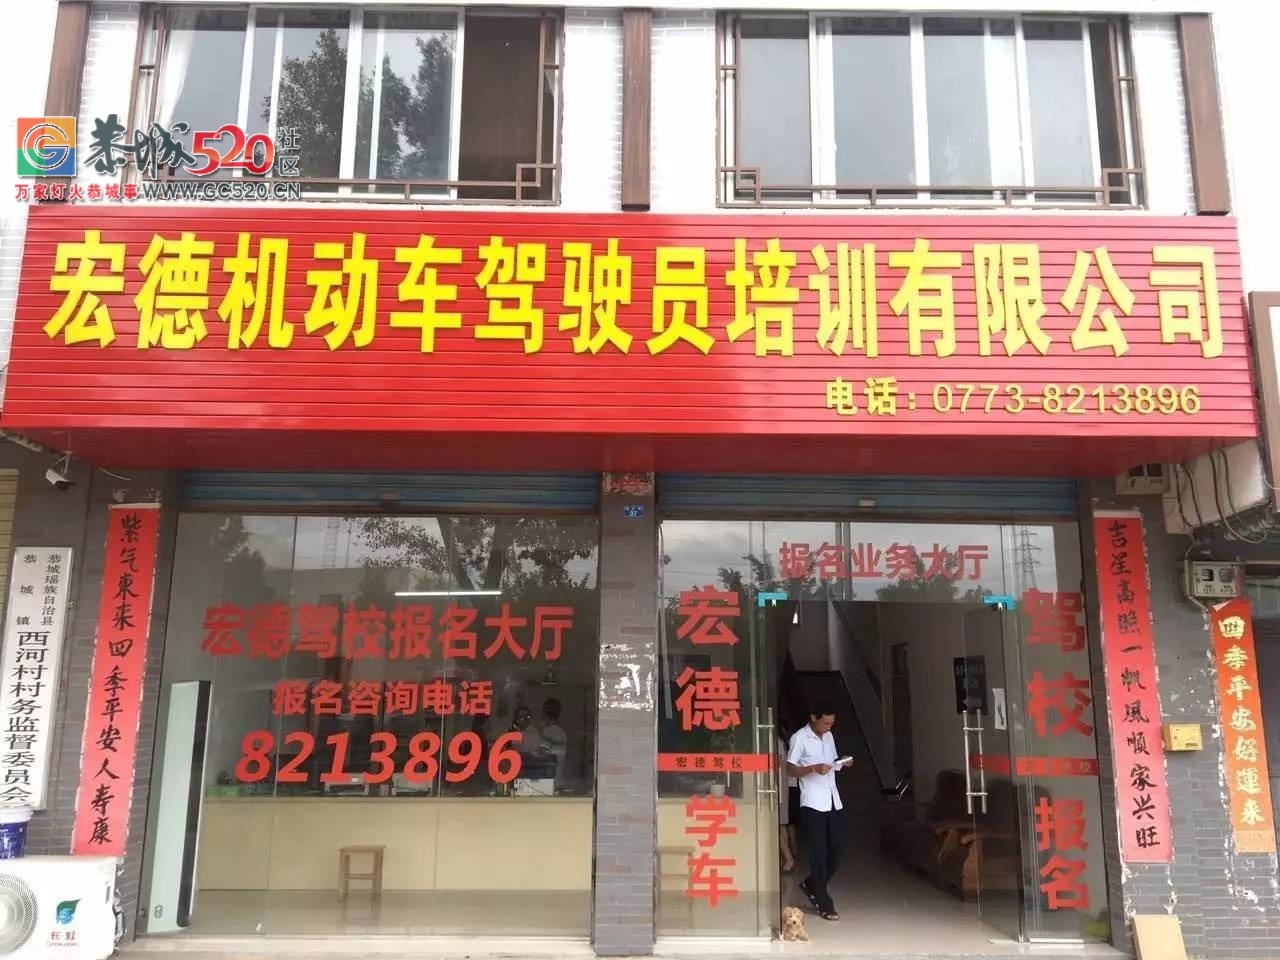 恭城520社区
万家灯火恭城事 WWW.GC520.CN
宏德机动车驾驶员培训有限公司
电话：0773-8213896
紫气東来四季平安人寿康
恭城瑶族自治县
恭城镇
西河村村务监督委员会
宏德驾校报名大厅
报名咨询电话
8213896
37
报名业务大厅
宏德
驾校
宏德驾校
学车
报名
吉星高照一帆風順家兴旺
四季平安好運来
长虹